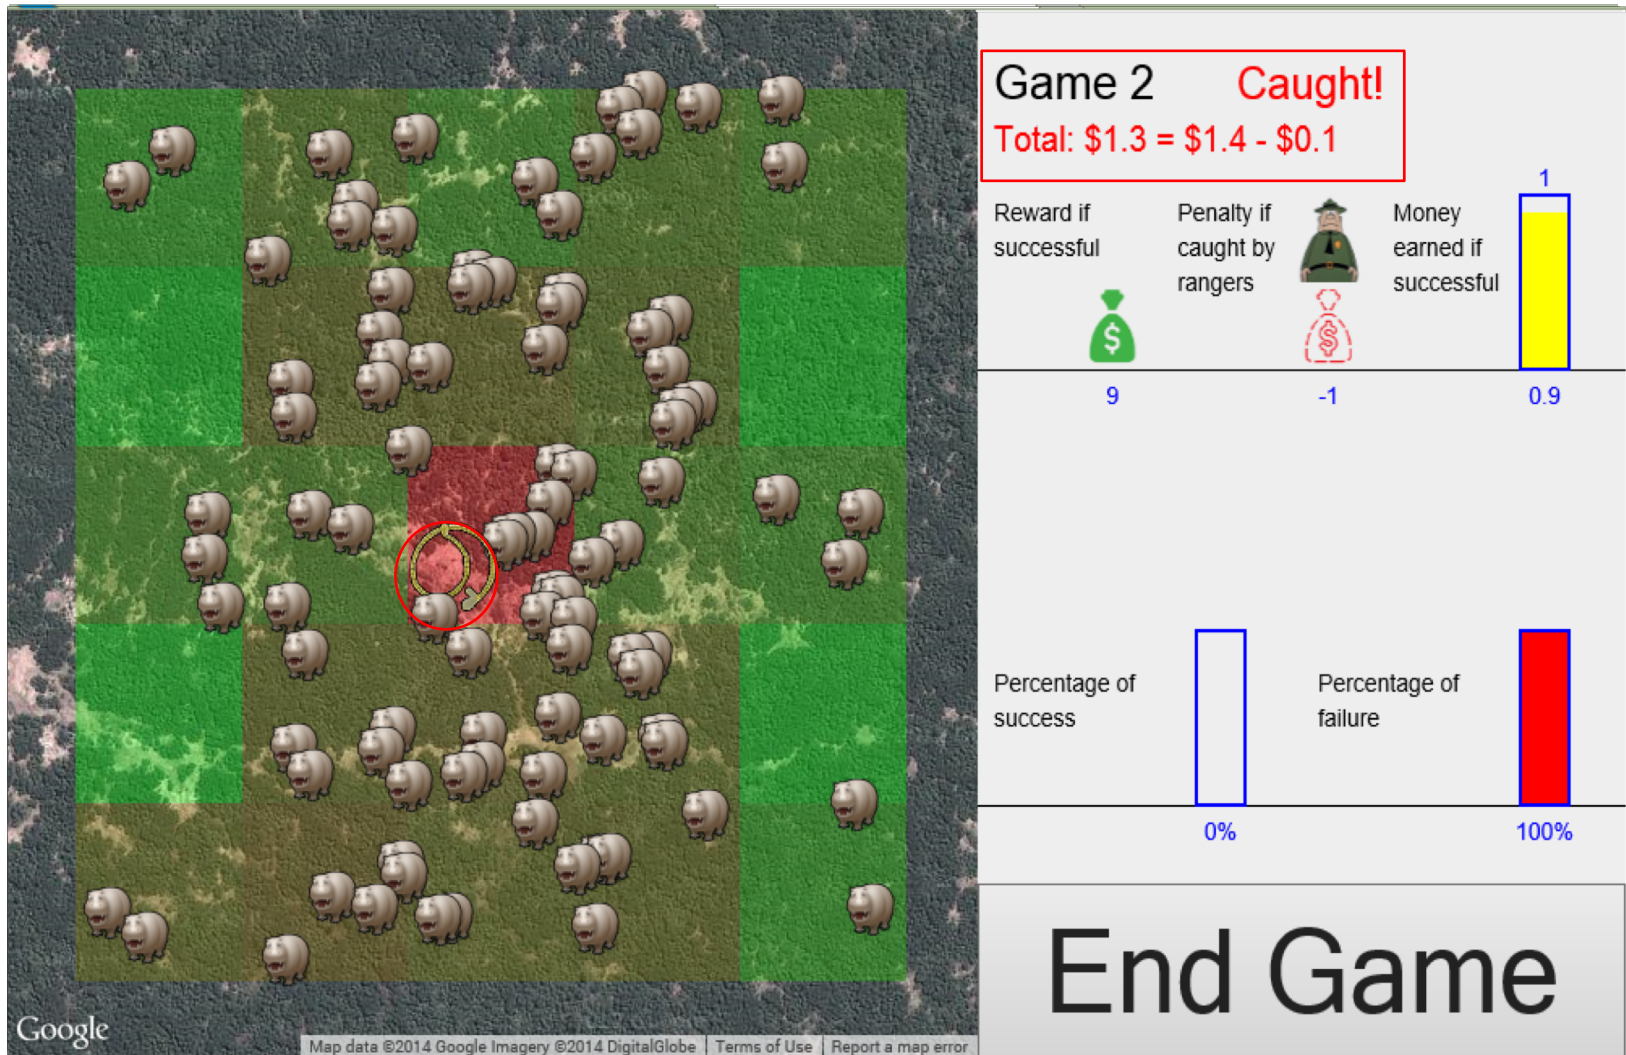 Game 2 Caught!
Total: $1.3 = $1.4 - $0.1
Reward if
successful
$
9
Penalty if
caught by
rangers
$
-1
Money
earned if
successful
1
0.9
Percentage of
success
0%
Percentage of
failure
100%
End Game
Google
Map data ©2014 Google Imagery ©2014 DigitalGlobe Terms of Use Report a map error